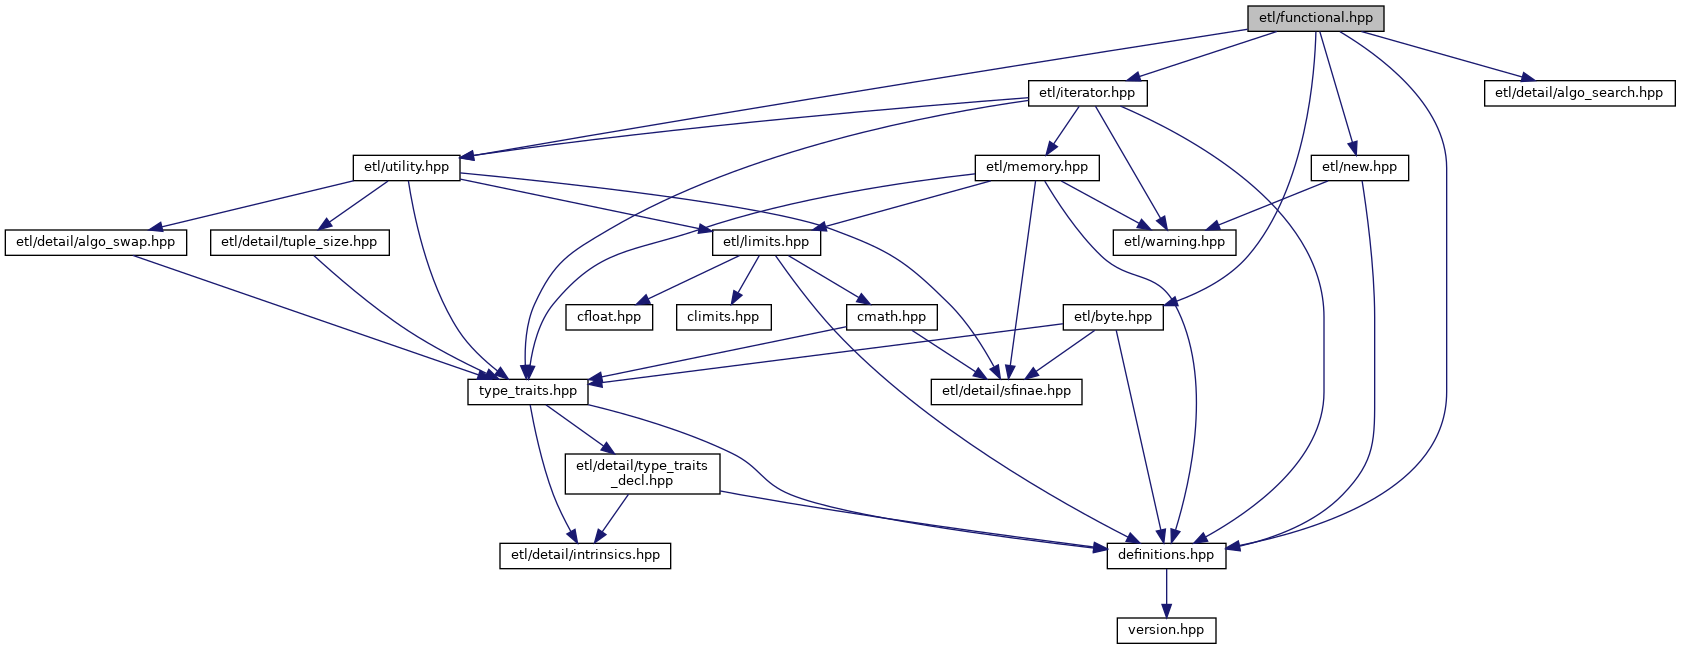 etl/functional.hpp
etl/iterator.hpp
etl/detail/algo_search.hpp
etl/utility.hpp
etl/memory.hpp
etl/new.hpp
etl/detail/algo_swap.hpp
etl/detail/tuple_size.hpp
etl/limits.hpp
etl/warning.hpp
cfloat.hpp
climits.hpp
cmath.hpp
etl/byte.hpp
type_traits.hpp
etl/detail/sfinae.hpp
etl/detail/type_traits
_decl.hpp
etl/detail/intrinsics.hpp
definitions.hpp
version.hpp